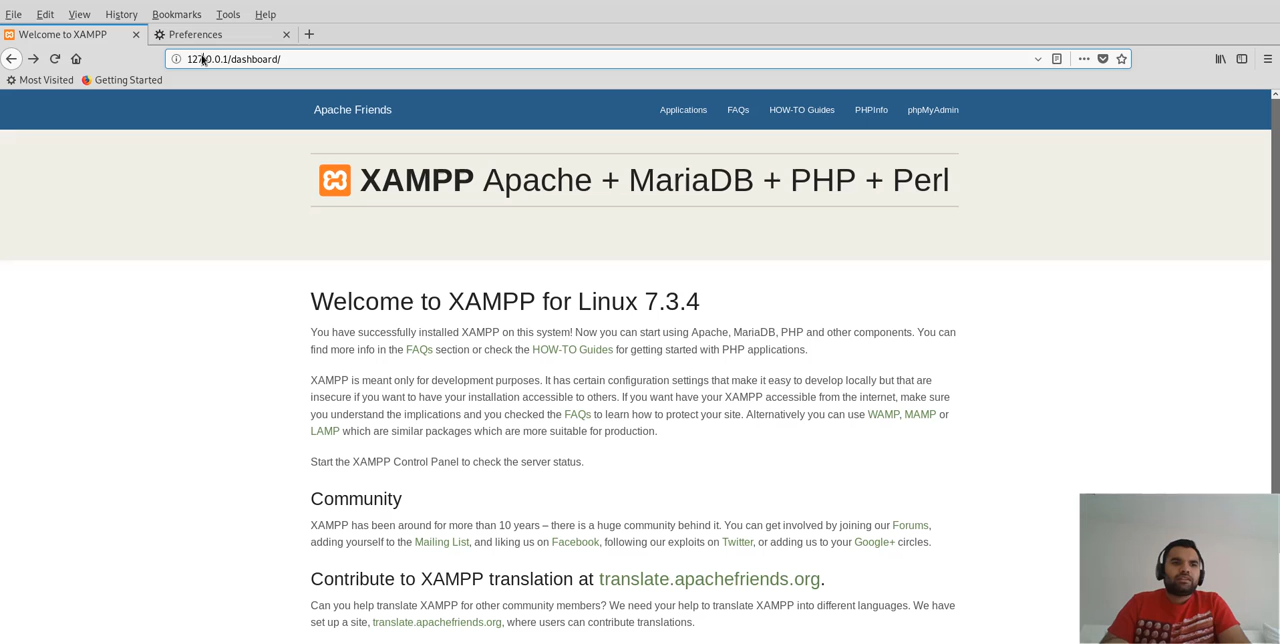 File Edit View History Bookmarks Tools Help
Welcome to XAMPP Preferences
127.0.0.1/dashboard/
Most Visited Getting Started
Apache Friends Applications FAQs HOW-TO Guides PHPInfo phpMyAdmin
XAMPP Apache + MariaDB + PHP + Perl
Welcome to XAMPP for Linux 7.3.4
You have successfully installed XAMPP on this system! Now you can start using Apache, MariaDB, PHP and other components. You can
find more info in the FAQs section or check the HOW-TO Guides for getting started with PHP applications.
XAMPP is meant only for development purposes. It has certain configuration settings that make it easy to develop locally but that are
insecure if you want to have your installation accessible to others. If you want have your XAMPP accessible from the internet, make sure
you understand the implications and you checked the FAQs to learn how to protect your site. Alternatively you can use WAMP, MAMP or
LAMP which are similar packages which are more suitable for production.
Start the XAMPP Control Panel to check the server status.
Community
XAMPP has been around for more than 10 years – there is a huge community behind it. You can get involved by joining our Forums,
adding yourself to the Mailing List, and liking us on Facebook, following our exploits on Twitter, or adding us to your Google+ circles.
Contribute to XAMPP translation at translate.apachefriends.org.
Can you help translate XAMPP for other community members? We need your help to translate XAMPP into different languages. We have
set up a site, translate.apachefriends.org, where users can contribute translations.